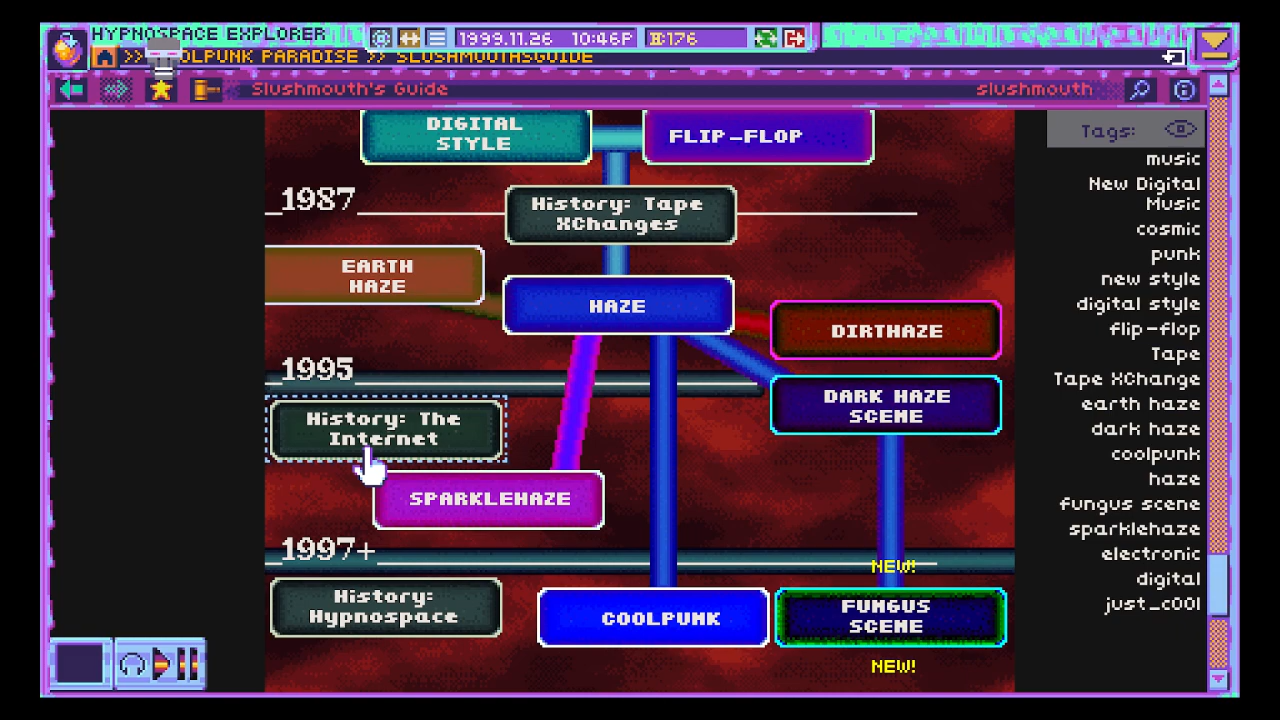 HYPNOSPACE EXPLORER
1999.11.26 10:46P
176
>> OLPUNK PARADISE >> SLUSHMOUTHSGUIDE
Slushmouth's Guide
slushmouth
Tags:
music
New Digital
Music
cosmic
punk
new style
digital style
flip-flop
Tape
Tape XChange
earth haze
dark haze
coolpunk
haze
fungus scene
sparklehaze
electronic
digital
just_c00l
DIGITAL
STYLE
FLIP-FLOP
1987
History: Tape
XChanges
EARTH
HAZE
HAZE
DIRTHAZE
1995
DARK HAZE
SCENE
History: The
Internet
SPARKLEHAZE
1997+
NEW!
History:
Hypnospace
COOLPUNK
FUNGUS
SCENE
NEW!